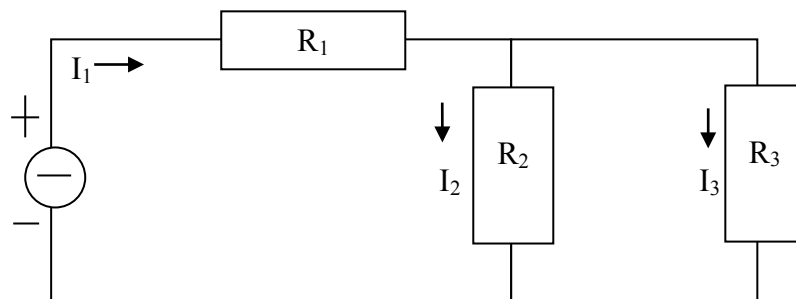 R₁
I₁
+
R₂
R₃
I₂
I₃
−